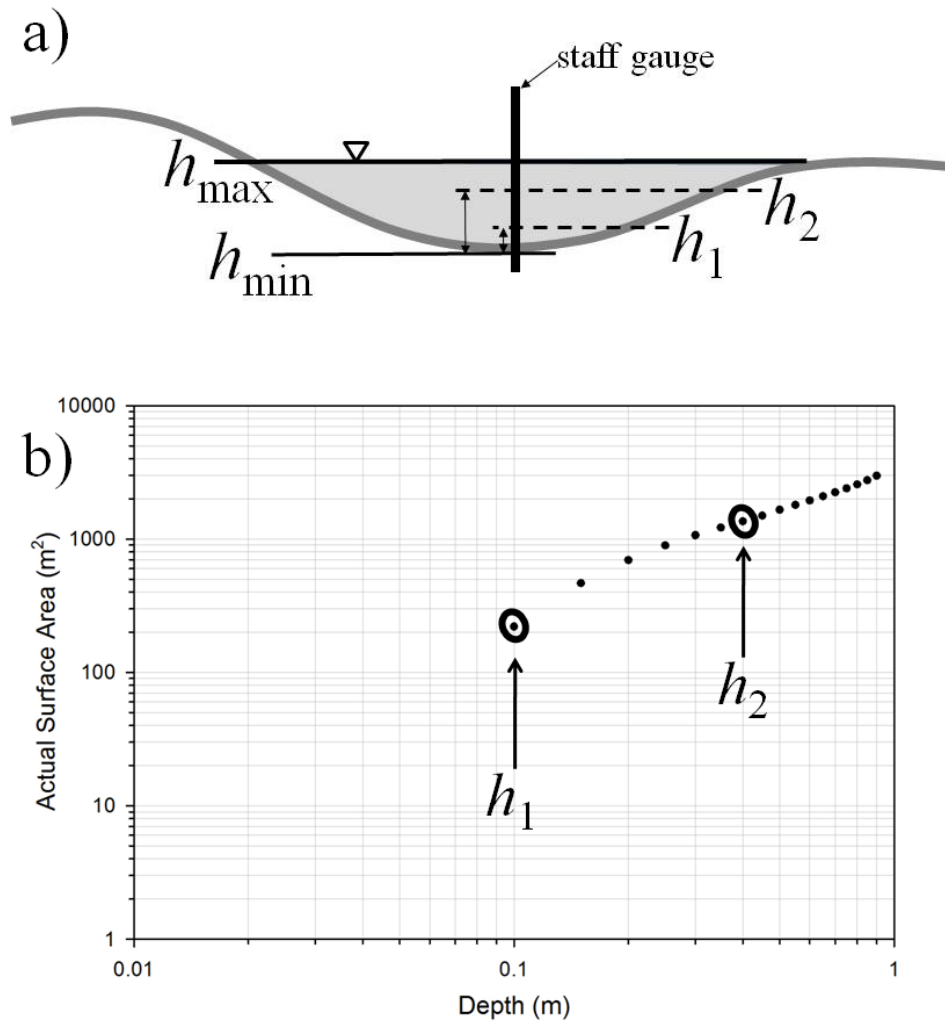 a)
staff gauge
hmax
h2
h1
hmin
b)
10000
1000
100
10
1
Actual Surface Area (m²)
h1
h2
0.01
0.1
1
Depth (m)